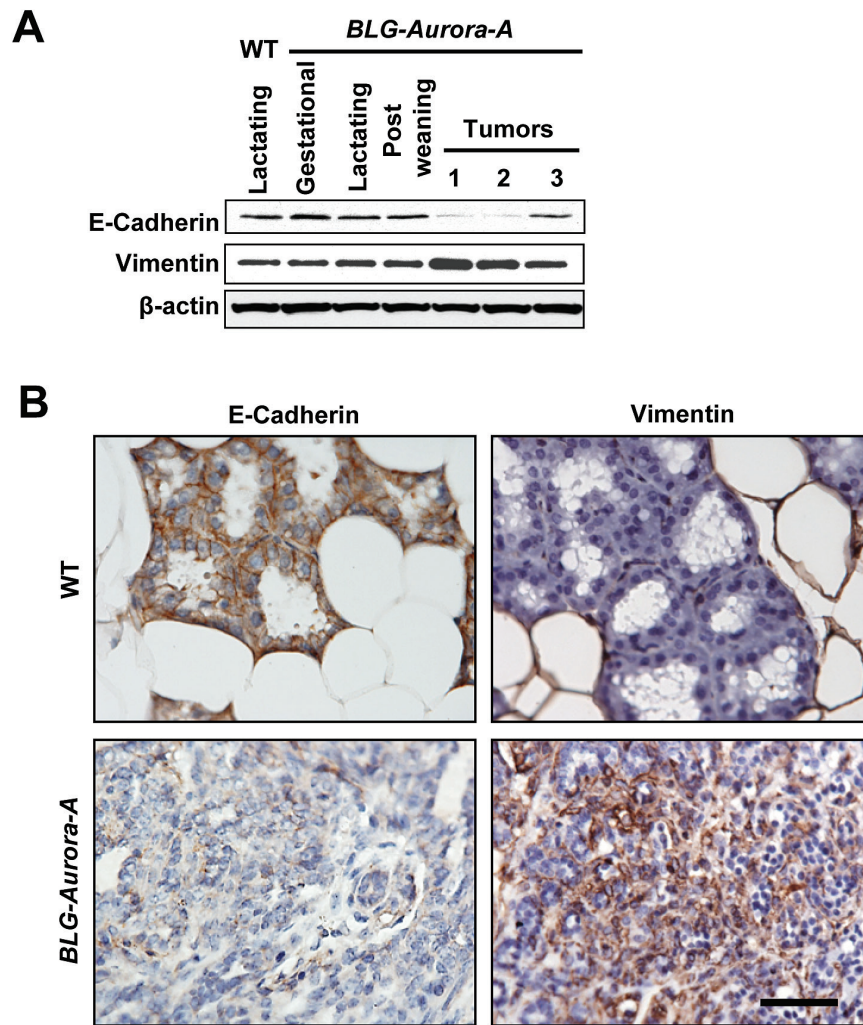 A
WT
BLG-Aurora-A
Lactating
Gestational
Lactating
Post
weaning
Tumors
1 2 3
E-Cadherin
Vimentin
β-actin
B
E-Cadherin
Vimentin
WT
BLG-Aurora-A